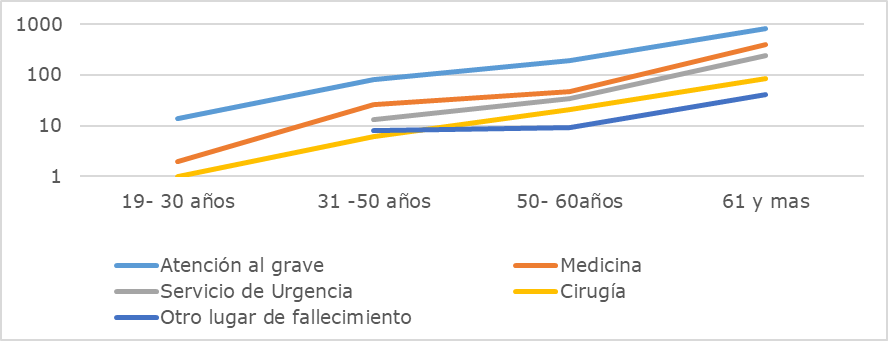 1000
100
10
1
19- 30 años 31 -50 años 50- 60años 61 y mas
Atención al grave Medicina
Servicio de Urgencia Cirugía
Otro lugar de fallecimiento